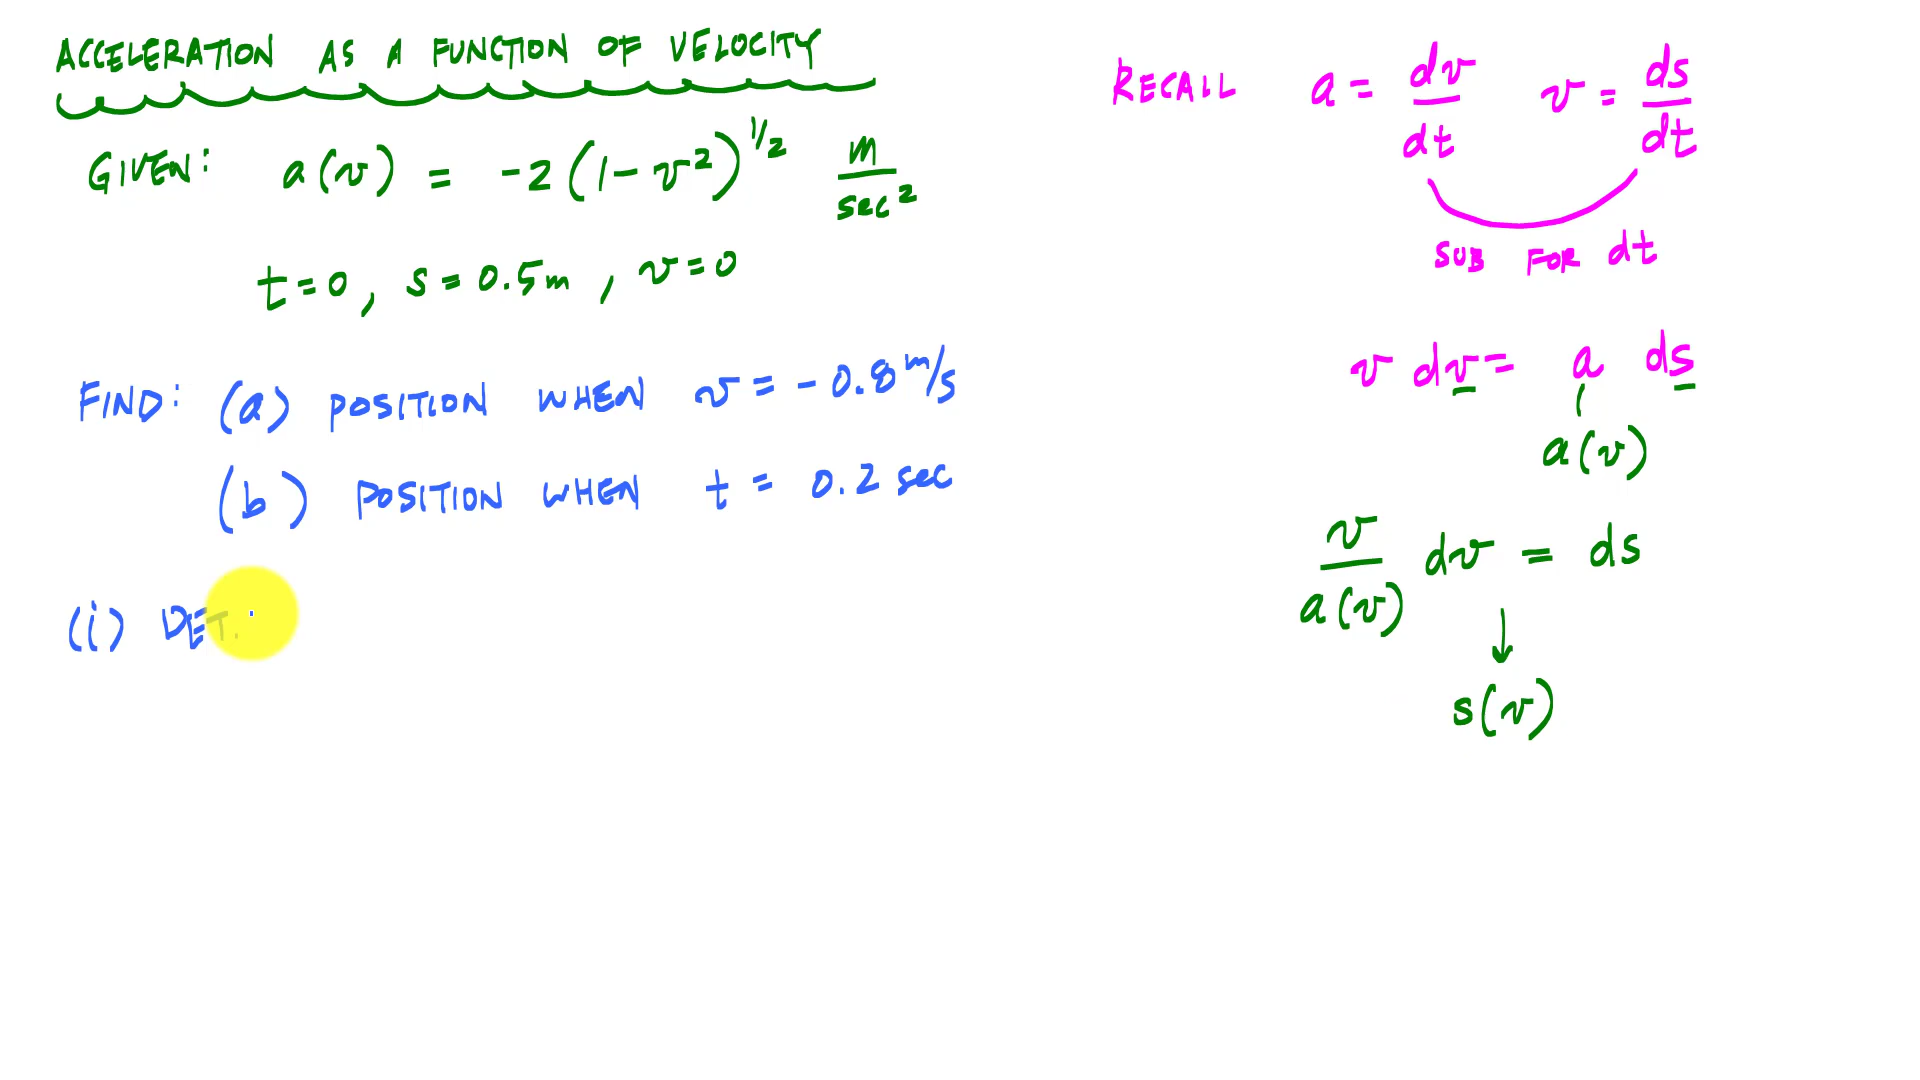 ACCELERATION AS A FUNCTION OF VELOCITY
GIVEN: a(v) = -2(1-v²)^1/2 m/sec²
t=0, s=0.5m, v=0
FIND: (a) POSITION WHEN v = -0.8 m/s
(b) POSITION WHEN t = 0.2 sec
(i) DET.
RECALL a = dv/dt v = ds/dt
SUB FOR dt
v dv = a ds
a(v)
v/a(v) dv = ds
↓
s(v)